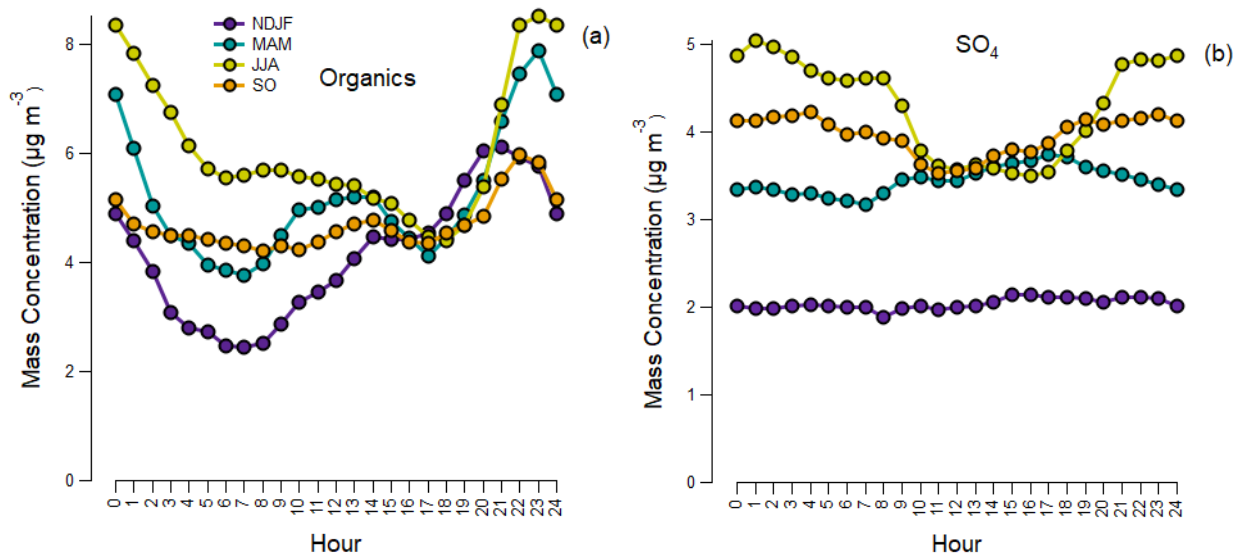 NDJF
MAM
JJA
SO
Organics
(a)
Mass Concentration (µg m⁻³)
8
6
4
2
0
0 1 2 3 4 5 6 7 8 9 10 11 12 13 14 15 16 17 18 19 20 21 22 23 24
Hour
SO₄
(b)
Mass Concentration (µg m⁻³)
5
4
3
2
1
0
0 1 2 3 4 5 6 7 8 9 10 11 12 13 14 15 16 17 18 19 20 21 22 23 24
Hour